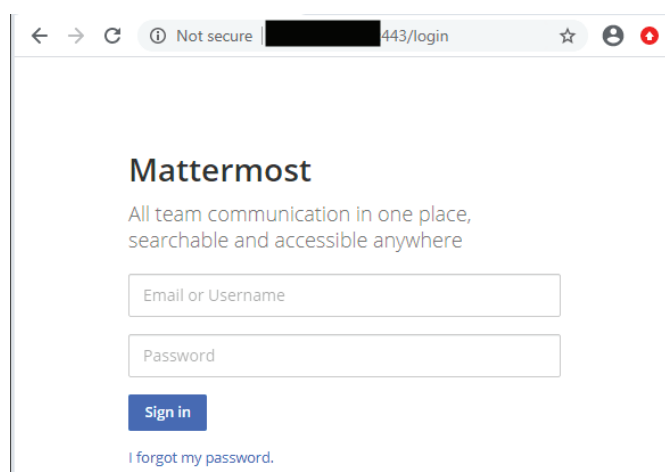 Not secure 443/login
Mattermost
All team communication in one place,
searchable and accessible anywhere
Email or Username
Password
Sign in
I forgot my password.